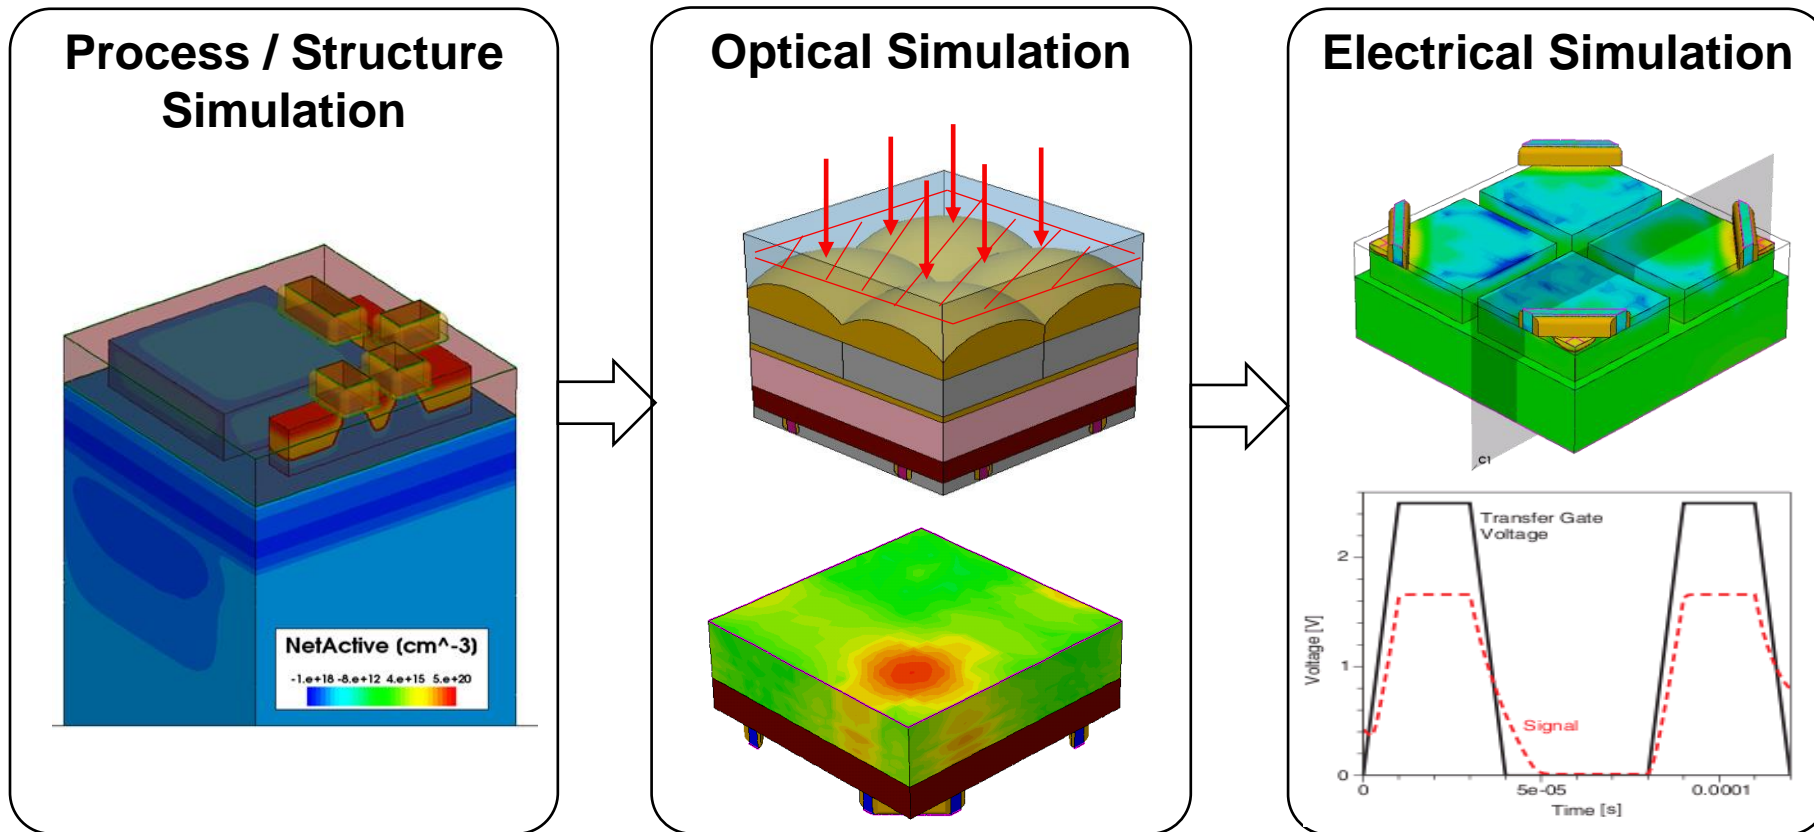 Process / Structure
Simulation
NetActive (cm^-3)
-1.e+18 -8.e+12 4.e+15 5.e+20
Optical Simulation
Electrical Simulation
C1
Transfer Gate
Voltage
Signal
Voltage [V]
2
1
0
0 5e-05 0.0001
Time [s]